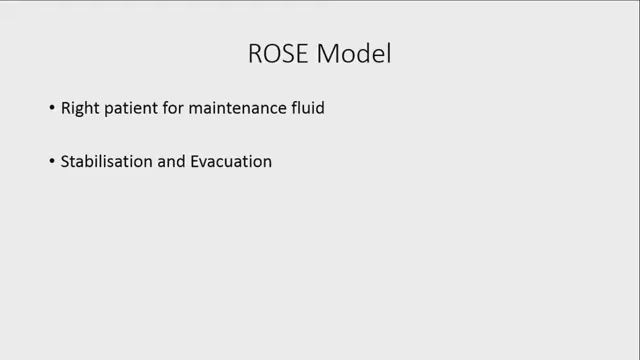 ROSE Model
• Right patient for maintenance fluid
• Stabilisation and Evacuation